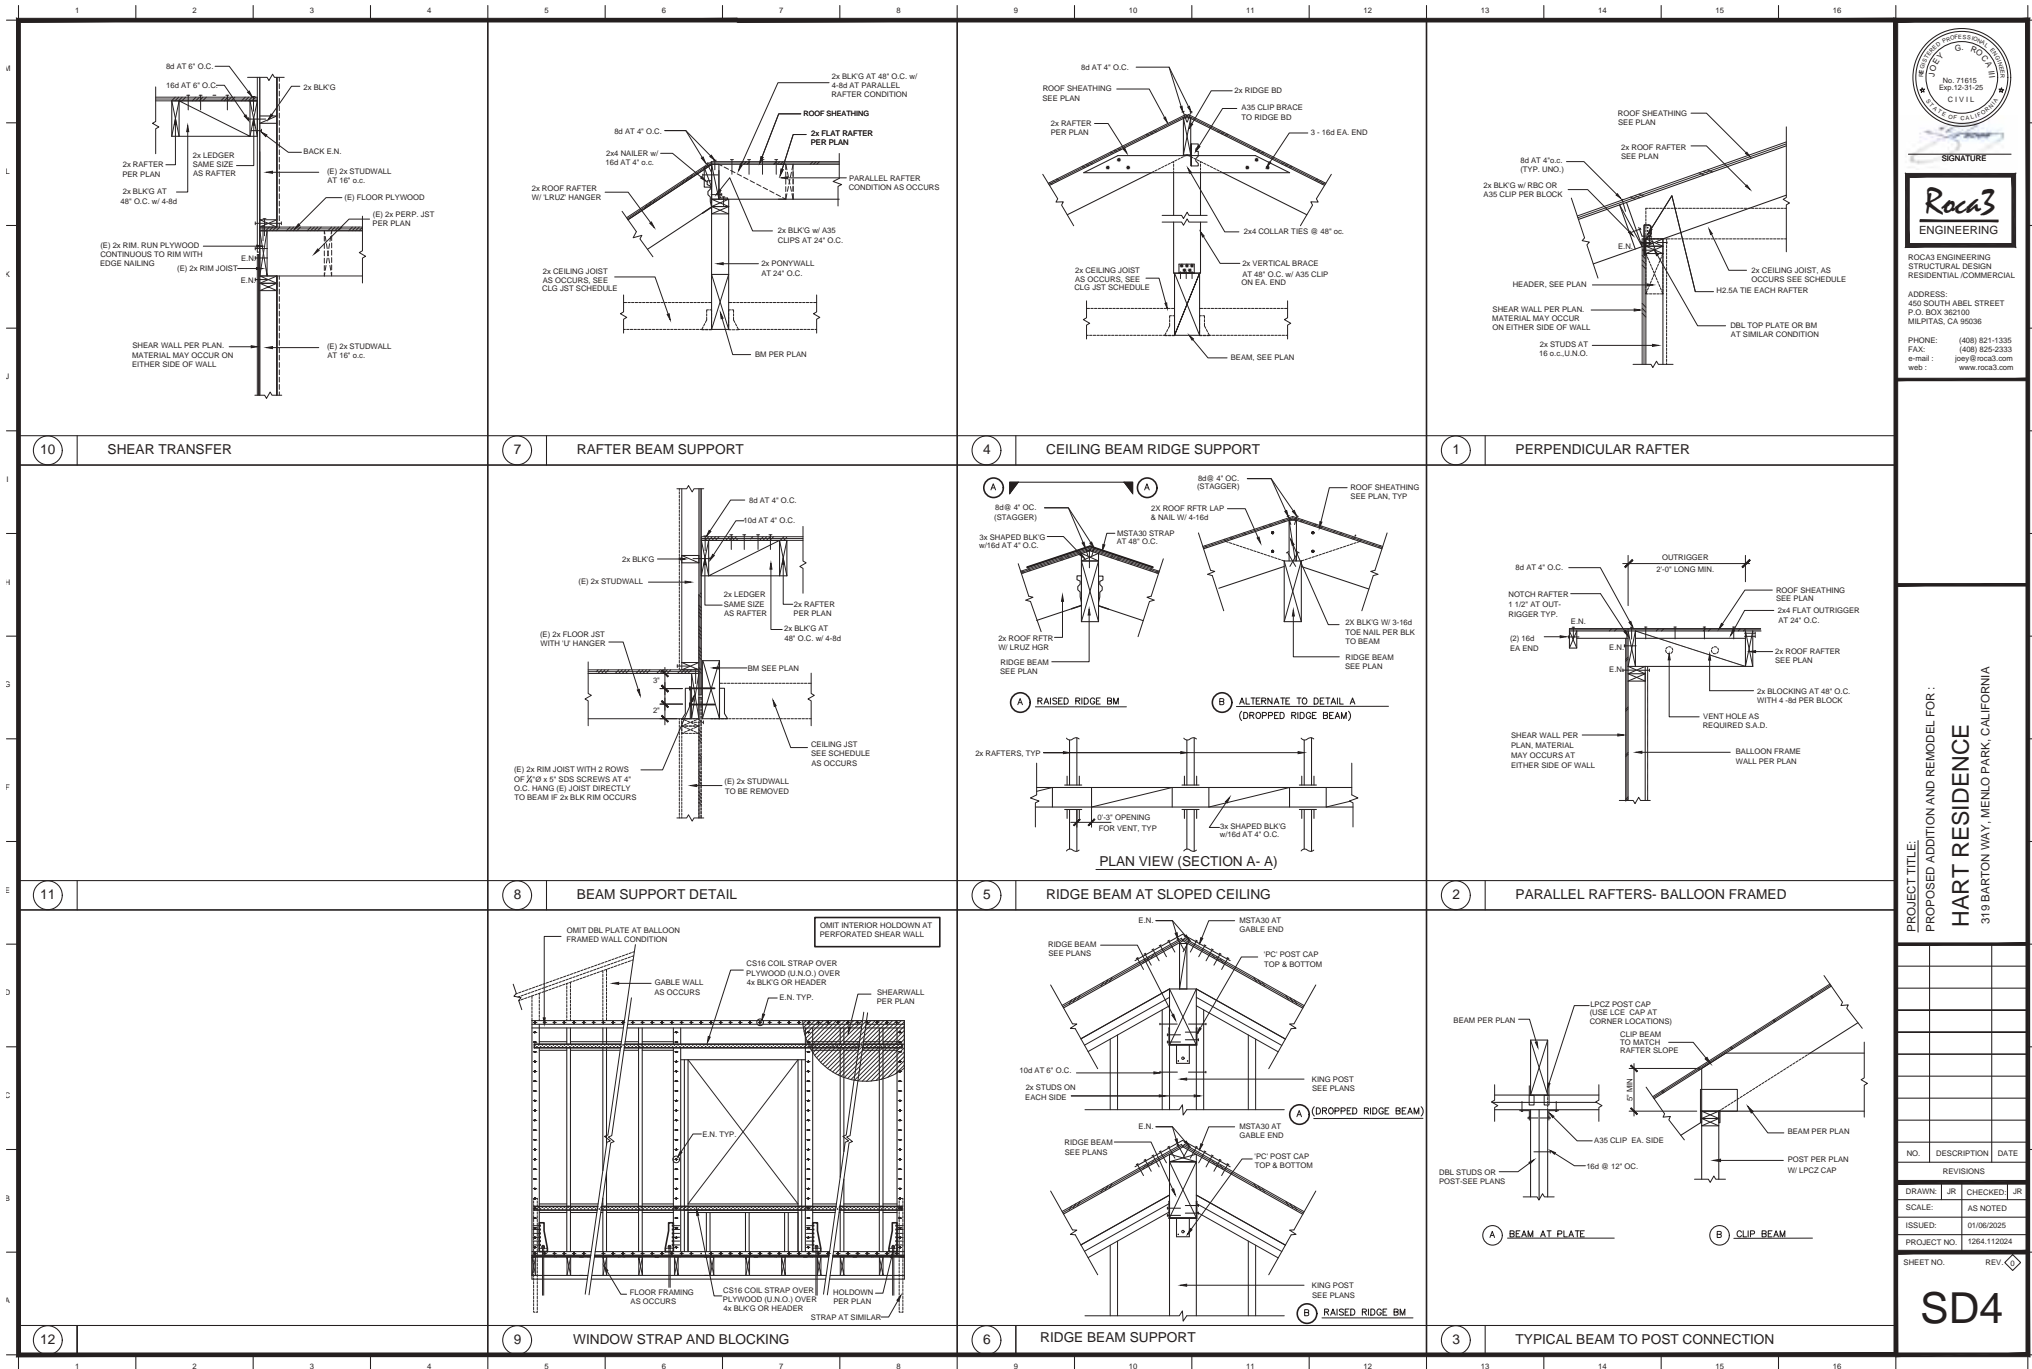 1 2 3 4 5 6 7 8 9 10 11 12 13 14 15 16
8d AT 6" O.C.
16d AT 6" O.C.
2x BLK'G
2x RAFTER
PER PLAN
2x LEDGER
SAME SIZE
AS RAFTER
BACK E.N.
2x BLK'G AT
48" O.C. w/ 4-8d
(E) 2x STUDWALL
AT 16" o.c.
(E) FLOOR PLYWOOD
(E) 2x PERP. JST
PER PLAN
(E) 2x RIM. RUN PLYWOOD
CONTINUOUS TO RIM WITH
EDGE NAILING
E.N.
(E) 2x RIM JOIST
E.N.
SHEAR WALL PER PLAN.
MATERIAL MAY OCCUR ON
EITHER SIDE OF WALL
(E) 2x STUDWALL
AT 16" o.c.
10 SHEAR TRANSFER
2x BLK'G AT 48" O.C. w/
4-8d AT PARALLEL
RAFTER CONDITION
ROOF SHEATHING
8d AT 4" O.C.
2x FLAT RAFTER
PER PLAN
2x4 NAILER w/
16d AT 4" o.c.
2x ROOF RAFTER
W/ 'LRUZ' HANGER
PARALLEL RAFTER
CONDITION AS OCCURS
2x BLK'G w/ A35
CLIPS AT 24" O.C.
2x PONYWALL
AT 24" O.C.
2x CEILING JOIST
AS OCCURS, SEE
CLG JST SCHEDULE
BM PER PLAN
7 RAFTER BEAM SUPPORT
8d AT 4" O.C.
ROOF SHEATHING
SEE PLAN
2x RIDGE BD
A35 CLIP BRACE
TO RIDGE BD
2x RAFTER
PER PLAN
3 - 16d EA. END
2x4 COLLAR TIES @ 48" oc.
2x CEILING JOIST
AS OCCURS, SEE
CLG JST SCHEDULE
2x VERTICAL BRACE
AT 48" O.C. w/ A35 CLIP
ON EA. END
BEAM, SEE PLAN
4 CEILING BEAM RIDGE SUPPORT
ROOF SHEATHING
SEE PLAN
2x ROOF RAFTER
SEE PLAN
8d AT 4"o.c.
(TYP. UNO.)
2x BLK'G w/ RBC OR
A35 CLIP PER BLOCK
E.N.
2x CEILING JOIST, AS
OCCURS SEE SCHEDULE
HEADER, SEE PLAN
H2.5A TIE EACH RAFTER
SHEAR WALL PER PLAN.
MATERIAL MAY OCCUR
ON EITHER SIDE OF WALL
DBL TOP PLATE OR BM
AT SIMILAR CONDITION
2x STUDS AT
16 o.c.,U.N.O.
1 PERPENDICULAR RAFTER
11
8d AT 4" O.C.
10d AT 4" O.C.
2x BLK'G
(E) 2x STUDWALL
2x LEDGER
SAME SIZE
AS RAFTER
2x RAFTER
PER PLAN
2x BLK'G AT
48" O.C. w/ 4-8d
(E) 2x FLOOR JST
WITH 'U' HANGER
BM SEE PLAN
3"
2"
CEILING JST
SEE SCHEDULE
AS OCCURS
(E) 2x RIM JOIST WITH 2 ROWS
OF ¼"Ø x 5" SDS SCREWS AT 4"
O.C. HANG (E) JOIST DIRECTLY
TO BEAM IF 2x BLK RIM OCCURS
(E) 2x STUDWALL
TO BE REMOVED
8 BEAM SUPPORT DETAIL
A A
8d@ 4" OC.
(STAGGER)
3x SHAPED BLK'G
w/16d AT 4" O.C.
MSTA30 STRAP
AT 48" O.C.
2x ROOF RFTR
W/ LRUZ HGR
RIDGE BEAM
SEE PLAN
A RAISED RIDGE BM
8d@ 4" OC.
(STAGGER)
ROOF SHEATHING
SEE PLAN, TYP
2X ROOF RFTR LAP
& NAIL W/ 4-16d
2X BLK'G W/ 3-16d
TOE NAIL PER BLK
TO BEAM
RIDGE BEAM
SEE PLAN
B ALTERNATE TO DETAIL A
(DROPPED RIDGE BEAM)
2x RAFTERS, TYP
0'-3" OPENING
FOR VENT, TYP
3x SHAPED BLK'G
w/16d AT 4" O.C.
PLAN VIEW (SECTION A- A)
5 RIDGE BEAM AT SLOPED CEILING
OUTRIGGER
2'-0" LONG MIN.
8d AT 4" O.C.
NOTCH RAFTER
1 1/2" AT OUT-
RIGGER TYP.
E.N.
ROOF SHEATHING
SEE PLAN
2x4 FLAT OUTRIGGER
AT 24" O.C.
(2) 16d
EA END
E.N.
E.N.
2x ROOF RAFTER
SEE PLAN
2x BLOCKING AT 48" O.C.
WITH 4 -8d PER BLOCK
VENT HOLE AS
REQUIRED S.A.D.
SHEAR WALL PER
PLAN, MATERIAL
MAY OCCURS AT
EITHER SIDE OF WALL
BALLOON FRAME
WALL PER PLAN
2 PARALLEL RAFTERS- BALLOON FRAMED
12
OMIT DBL PLATE AT BALLOON
FRAMED WALL CONDITION
OMIT INTERIOR HOLDOWN AT
PERFORATED SHEAR WALL
CS16 COIL STRAP OVER
PLYWOOD (U.N.O.) OVER
4x BLK'G OR HEADER
GABLE WALL
AS OCCURS
E.N. TYP.
SHEARWALL
PER PLAN
E.N. TYP.
FLOOR FRAMING
AS OCCURS
CS16 COIL STRAP OVER
PLYWOOD (U.N.O.) OVER
4x BLK'G OR HEADER
HOLDOWN
PER PLAN
STRAP AT SIMILAR
9 WINDOW STRAP AND BLOCKING
E.N.
MSTA30 AT
GABLE END
RIDGE BEAM
SEE PLANS
'PC' POST CAP
TOP & BOTTOM
10d AT 6" O.C.
2x STUDS ON
EACH SIDE
KING POST
SEE PLANS
A (DROPPED RIDGE BEAM)
E.N.
MSTA30 AT
GABLE END
RIDGE BEAM
SEE PLANS
'PC' POST CAP
TOP & BOTTOM
KING POST
SEE PLANS
B RAISED RIDGE BM
6 RIDGE BEAM SUPPORT
BEAM PER PLAN
LPCZ POST CAP
(USE LCE CAP AT
CORNER LOCATIONS)
CLIP BEAM
TO MATCH
RAFTER SLOPE
5" MIN
A35 CLIP EA. SIDE
BEAM PER PLAN
DBL STUDS OR
POST-SEE PLANS
16d @ 12" OC.
POST PER PLAN
W/ LPCZ CAP
A BEAM AT PLATE
B CLIP BEAM
3 TYPICAL BEAM TO POST CONNECTION
REGISTERED PROFESSIONAL ENGINEER
JOEY G. ROCA III
No. 71615
Exp.12-31-25
CIVIL
STATE OF CALIFORNIA
SIGNATURE
Roca3
ENGINEERING
ROCA3 ENGINEERING
STRUCTURAL DESIGN
RESIDENTIAL /COMMERCIAL
ADDRESS:
450 SOUTH ABEL STREET
P.O. BOX 362100
MILPITAS, CA 95036
PHONE: (408) 821-1335
FAX: (408) 825-2333
e-mail : joey@roca3.com
web : www.roca3.com
PROJECT TITLE:
PROPOSED ADDITION AND REMODEL FOR :
HART RESIDENCE
319 BARTON WAY, MENLO PARK, CALIFORNIA
NO. DESCRIPTION DATE
REVISIONS
DRAWN: JR CHECKED: JR
SCALE: AS NOTED
ISSUED: 01/06/2025
PROJECT NO. 1264.112024
SHEET NO. REV. 0
SD4
1 2 3 4 5 6 7 8 9 10 11 12 13 14 15 16